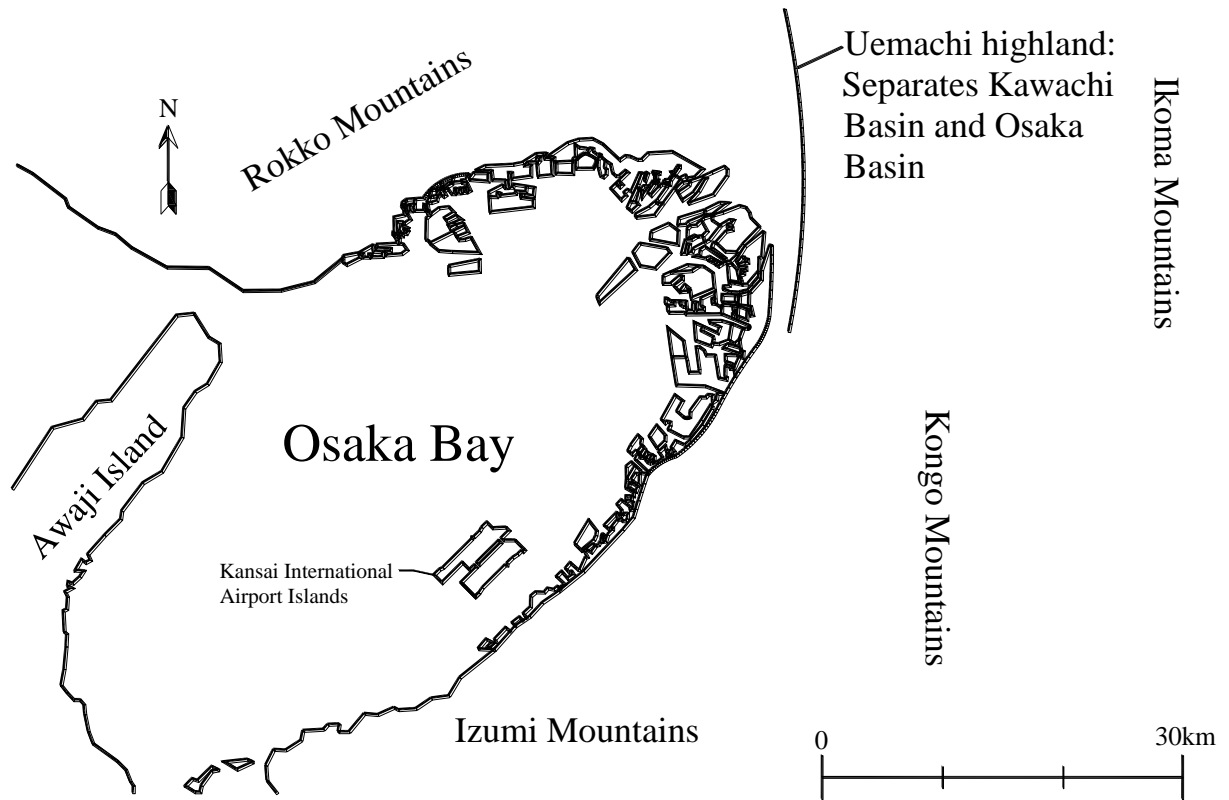 Uemachi highland:
Separates Kawachi
Basin and Osaka
Basin
Ikoma Mountains
N
Rokko Mountains
Osaka Bay
Awaji Island
Kongo Mountains
Kansai International
Airport Islands
Izumi Mountains
0
30km